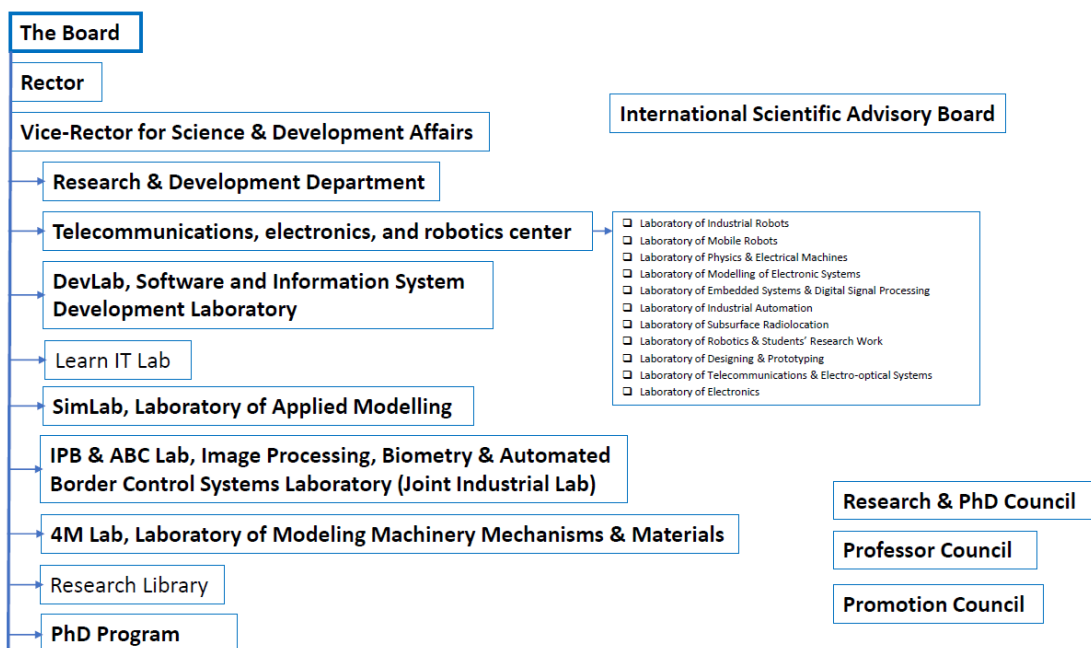 The Board
Rector
Vice-Rector for Science & Development Affairs
International Scientific Advisory Board
Research & Development Department
Telecommunications, electronics, and robotics center
Laboratory of Industrial Robots
Laboratory of Mobile Robots
Laboratory of Physics & Electrical Machines
Laboratory of Modelling of Electronic Systems
Laboratory of Embedded Systems & Digital Signal Processing
Laboratory of Industrial Automation
Laboratory of Subsurface Radiolocation
Laboratory of Robotics & Students’ Research Work
Laboratory of Designing & Prototyping
Laboratory of Telecommunications & Electro-optical Systems
Laboratory of Electronics
DevLab, Software and Information System
Development Laboratory
Learn IT Lab
SimLab, Laboratory of Applied Modelling
IPB & ABC Lab, Image Processing, Biometry & Automated
Border Control Systems Laboratory (Joint Industrial Lab)
4M Lab, Laboratory of Modeling Machinery Mechanisms & Materials
Research Library
PhD Program
Research & PhD Council
Professor Council
Promotion Council